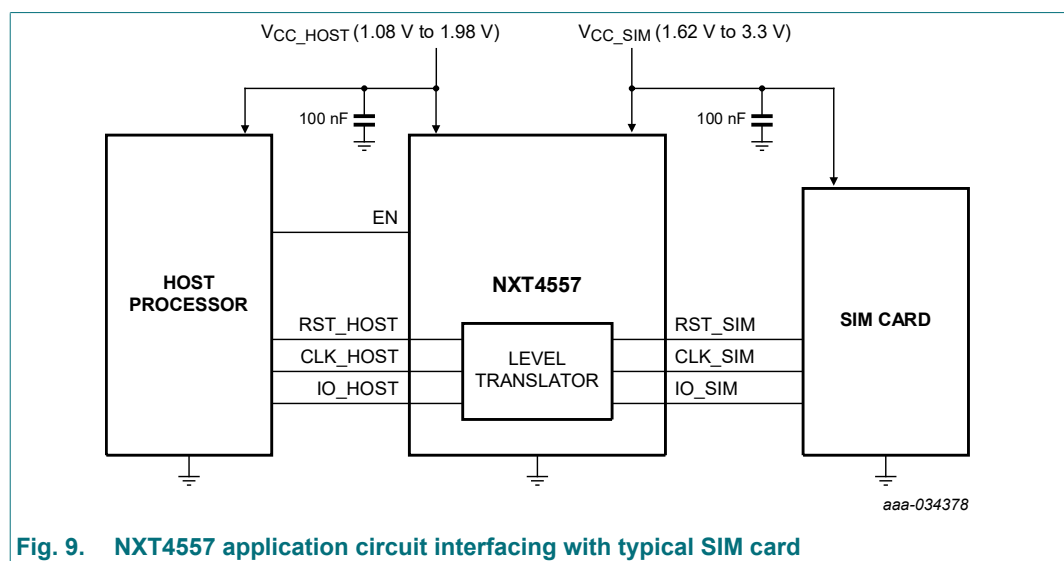 VCC_HOST (1.08 V to 1.98 V)
VCC_SIM (1.62 V to 3.3 V)
100 nF
100 nF
EN
HOST
PROCESSOR
NXT4557
SIM CARD
RST_HOST
CLK_HOST
IO_HOST
LEVEL
TRANSLATOR
RST_SIM
CLK_SIM
IO_SIM
aaa-034378
Fig. 9. NXT4557 application circuit interfacing with typical SIM card